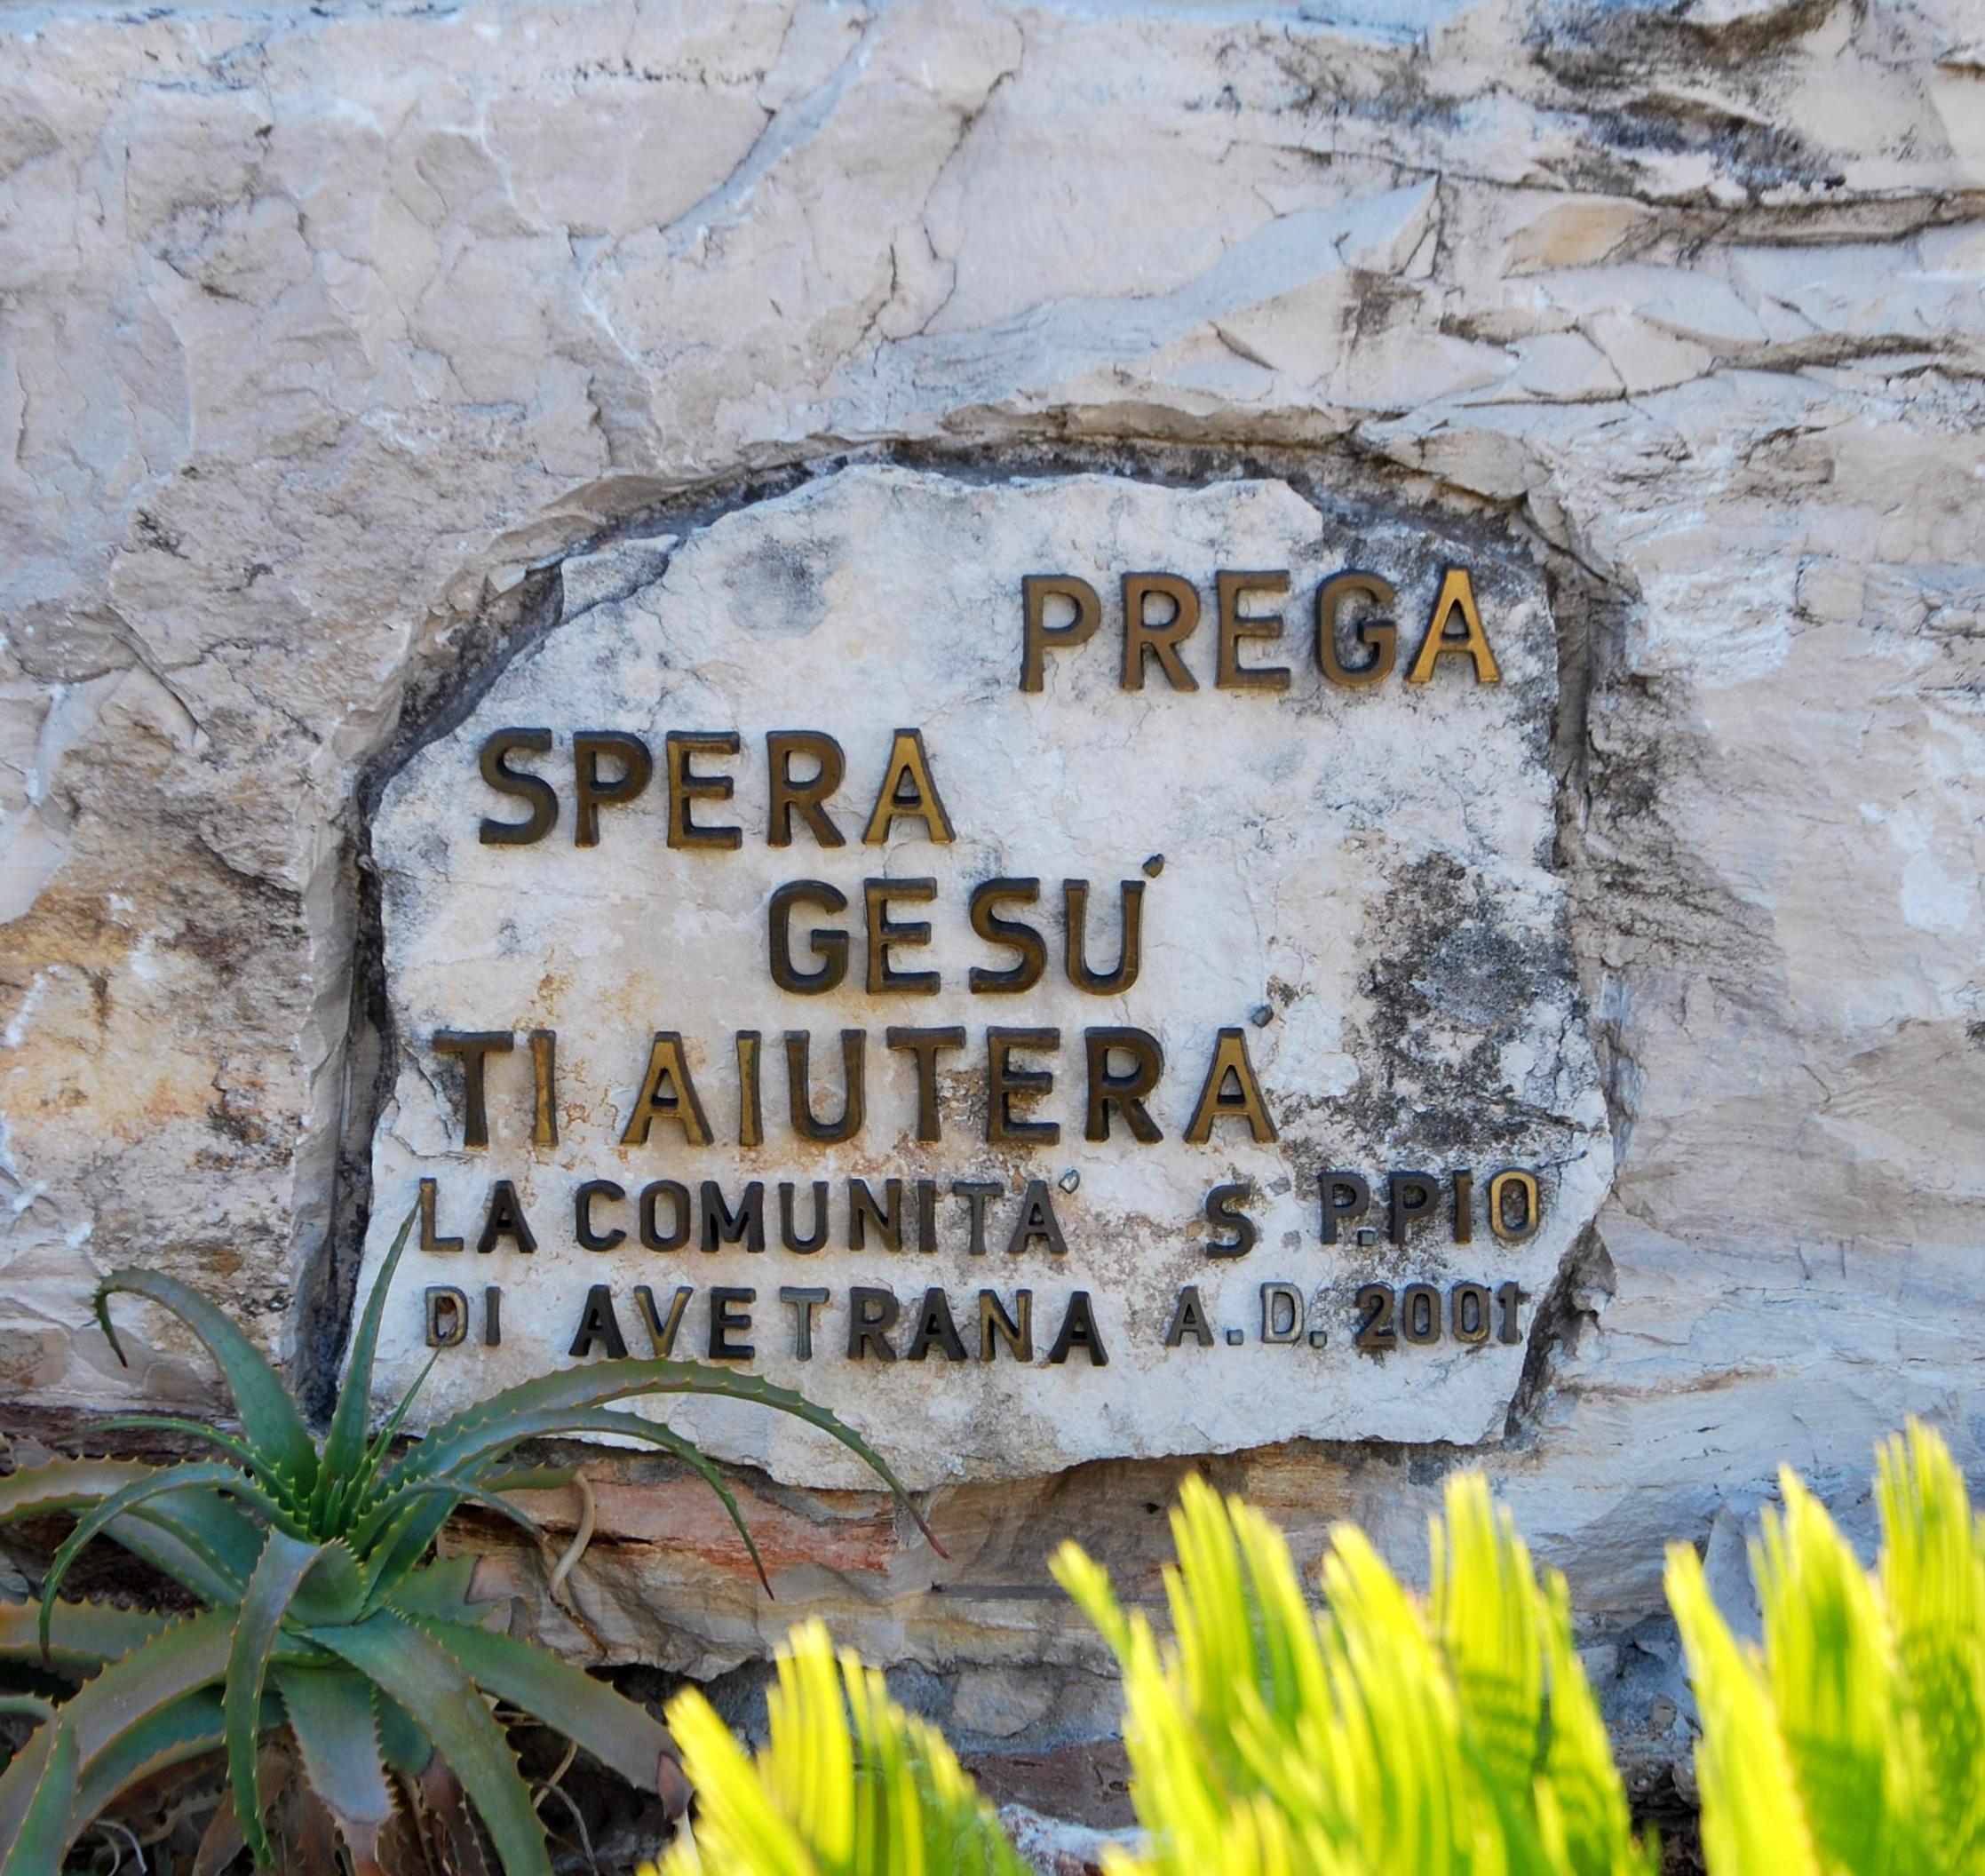 PREGA
SPERA
GESU'
TI AIUTERA'
LA COMUNITA' S. P.PIO
DI AVETRANA A.D. 2001